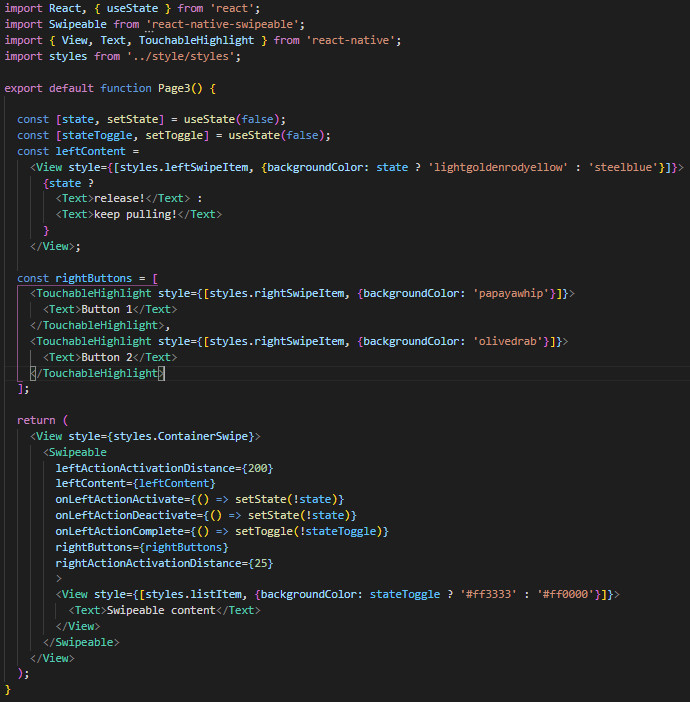 import React, { useState } from 'react';
import Swipeable from 'react-native-swipeable';
import { View, Text, TouchableHighlight } from 'react-native';
import styles from '../style/styles';

export default function Page3() {

  const [state, setState] = useState(false);
  const [stateToggle, setToggle] = useState(false);
  const leftContent =
    <View style={[styles.leftSwipeItem, {backgroundColor: state ? 'lightgoldenrodyellow' : 'steelblue'}]}>
      {state ?
        <Text>release!</Text> :
        <Text>keep pulling!</Text>
      }
    </View>;

  const rightButtons = [
    <TouchableHighlight style={[styles.rightSwipeItem, {backgroundColor: 'papayawhip'}]}>
      <Text>Button 1</Text>
    </TouchableHighlight>,
    <TouchableHighlight style={[styles.rightSwipeItem, {backgroundColor: 'olivedrab'}]}>
      <Text>Button 2</Text>
    </TouchableHighlight>
  ];

  return (
    <View style={styles.ContainerSwipe}>
      <Swipeable
        leftActionActivationDistance={200}
        leftContent={leftContent}
        onLeftActionActivate={() => setState(!state)}
        onLeftActionDeactivate={() => setState(!state)}
        onLeftActionComplete={() => setToggle(!stateToggle)}
        rightButtons={rightButtons}
        rightActionActivationDistance={25}
        >
        <View style={[styles.listItem, {backgroundColor: stateToggle ? '#ff3333' : '#ff0000'}]}>
          <Text>Swipeable content</Text>
        </View>
      </Swipeable>
    </View>
  );
}